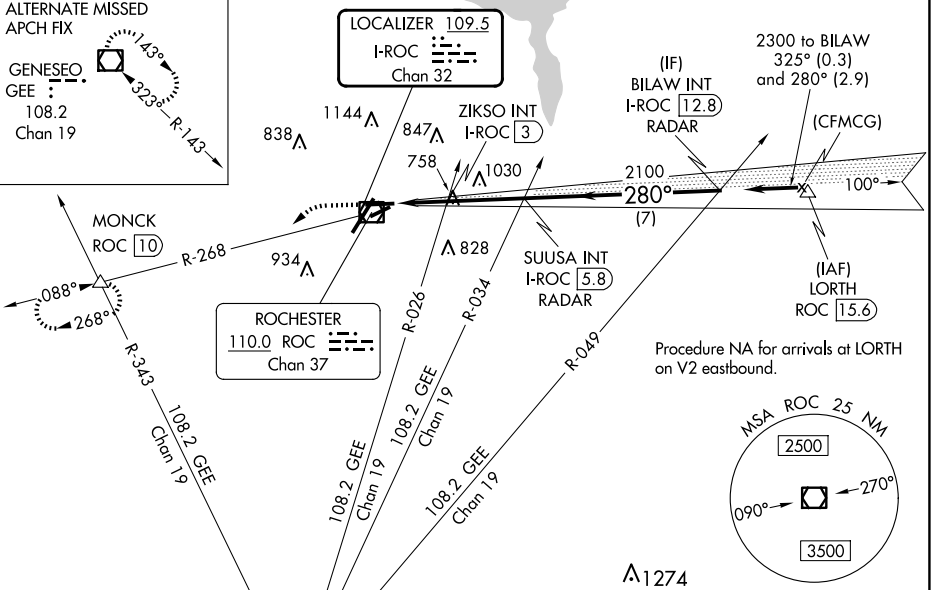 ALTERNATE MISSED
APCH FIX
GENESEO
GEE
108.2
Chan 19
143°
323°
R-143
LOCALIZER 109.5
I-ROC
Chan 32
838
1144
847
758
1030
ZIKSO INT
I-ROC 3
(IF)
BILAW INT
I-ROC 12.8
RADAR
2300 to BILAW
325° (0.3)
and 280° (2.9)
(CFMCG)
2100
280°
(7)
100°
MONCK
ROC 10
R-268
088°
268°
934
828
SUUSA INT
I-ROC 5.8
RADAR
(IAF)
LORTH
ROC 15.6
ROCHESTER
110.0 ROC
Chan 37
R-026
R-034
R-049
R-343
108.2 GEE
Chan 19
108.2 GEE
Chan 19
108.2 GEE
Chan 19
108.2 GEE
Chan 19
Procedure NA for arrivals at LORTH
on V2 eastbound.
MSA ROC 25 NM
2500
090°
270°
3500
1274